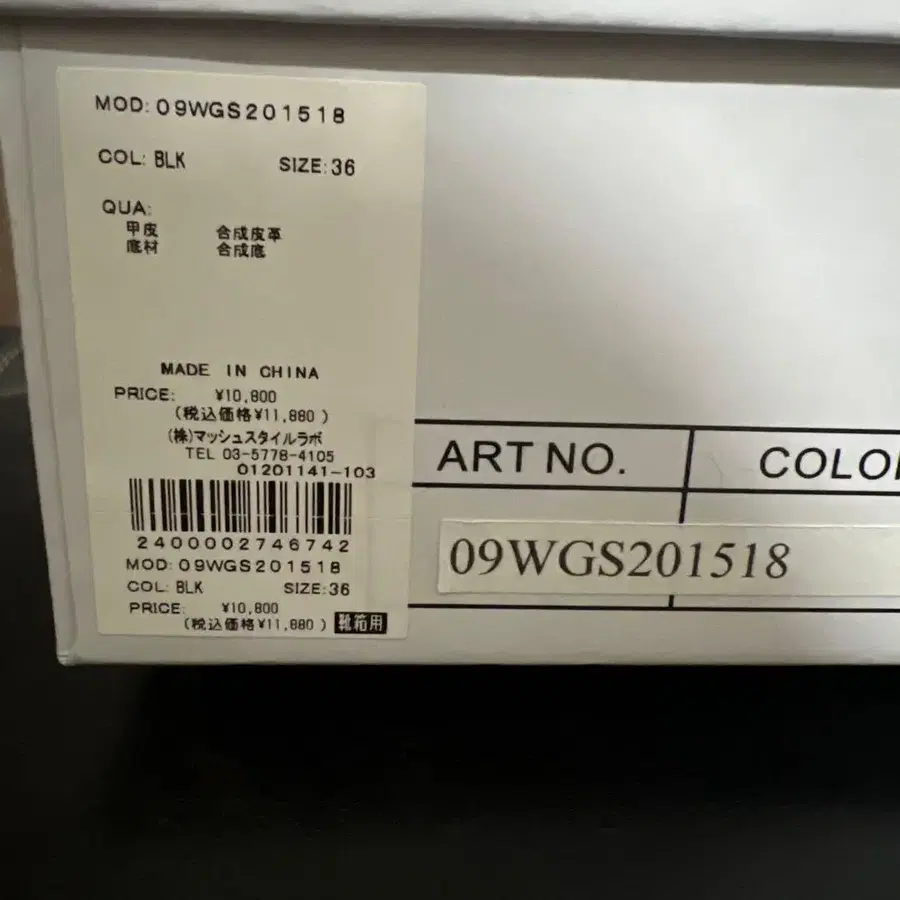 MOD: 09WGS201518
COL: BLK SIZE: 36
QUA:
甲皮 合成皮革
底材 合成底
MADE IN CHINA
PRICE: ¥10,800
(税込価格¥11,880 )
(株)マッシュスタイルラボ
TEL 03-5778-4105
01201141-103
2400002746742
MOD: 09WGS201518
COL: BLK SIZE: 36
PRICE: ¥10,800
(税込価格¥11,880 ) 靴箱用
ART NO. COLO
09WGS201518